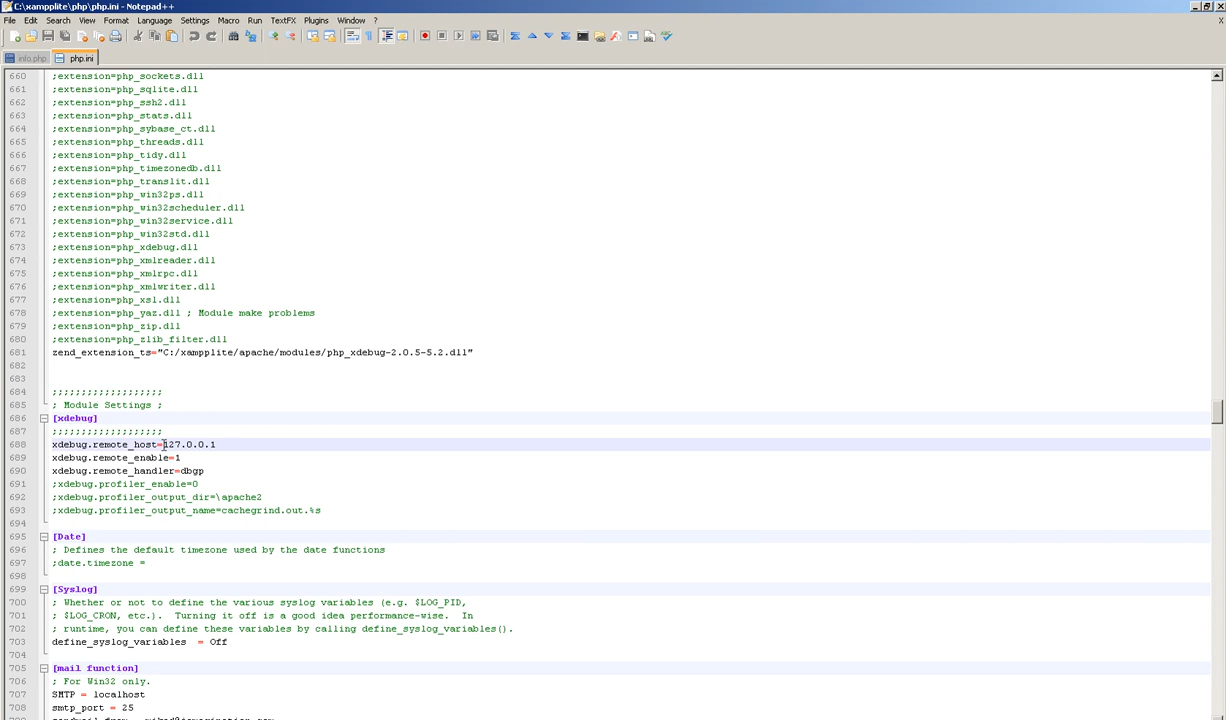 C:\xampplite\php\php.ini - Notepad++
File Edit Search View Format Language Settings Macro Run TextFX Plugins Window ? X
info.php php.ini
660 ;extension=php_sockets.dll
661 ;extension=php_sqlite.dll
662 ;extension=php_ssh2.dll
663 ;extension=php_stats.dll
664 ;extension=php_sybase_ct.dll
665 ;extension=php_threads.dll
666 ;extension=php_tidy.dll
667 ;extension=php_timezonedb.dll
668 ;extension=php_translit.dll
669 ;extension=php_win32ps.dll
670 ;extension=php_win32scheduler.dll
671 ;extension=php_win32service.dll
672 ;extension=php_win32std.dll
673 ;extension=php_xdebug.dll
674 ;extension=php_xmlreader.dll
675 ;extension=php_xmlrpc.dll
676 ;extension=php_xmlwriter.dll
677 ;extension=php_xsl.dll
678 ;extension=php_yaz.dll ; Module make problems
679 ;extension=php_zip.dll
680 ;extension=php_zlib_filter.dll
681 zend_extension_ts="C:/xampplite/apache/modules/php_xdebug-2.0.5-5.2.dll"
682
683
684 ;;;;;;;;;;;;;;;;;;;
685 ; Module Settings ;
686 [xdebug]
687 ;;;;;;;;;;;;;;;;;;;
688 xdebug.remote_host=127.0.0.1
689 xdebug.remote_enable=1
690 xdebug.remote_handler=dbgp
691 ;xdebug.profiler_enable=0
692 ;xdebug.profiler_output_dir=\apache2
693 ;xdebug.profiler_output_name=cachegrind.out.%s
694
695 [Date]
696 ; Defines the default timezone used by the date functions
697 ;date.timezone =
698
699 [Syslog]
700 ; Whether or not to define the various syslog variables (e.g. $LOG_PID,
701 ; $LOG_CRON, etc.).  Turning it off is a good idea performance-wise.  In
702 ; runtime, you can define these variables by calling define_syslog_variables().
703 define_syslog_variables  = Off
704
705 [mail function]
706 ; For Win32 only.
707 SMTP = localhost
708 smtp_port = 25